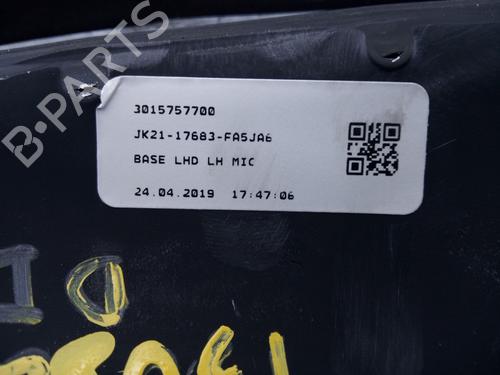 3015757700
JK21-17683-FA5JA6
BASE LHD LH MIC
24.04.2019 17:47:06
B-PARTS